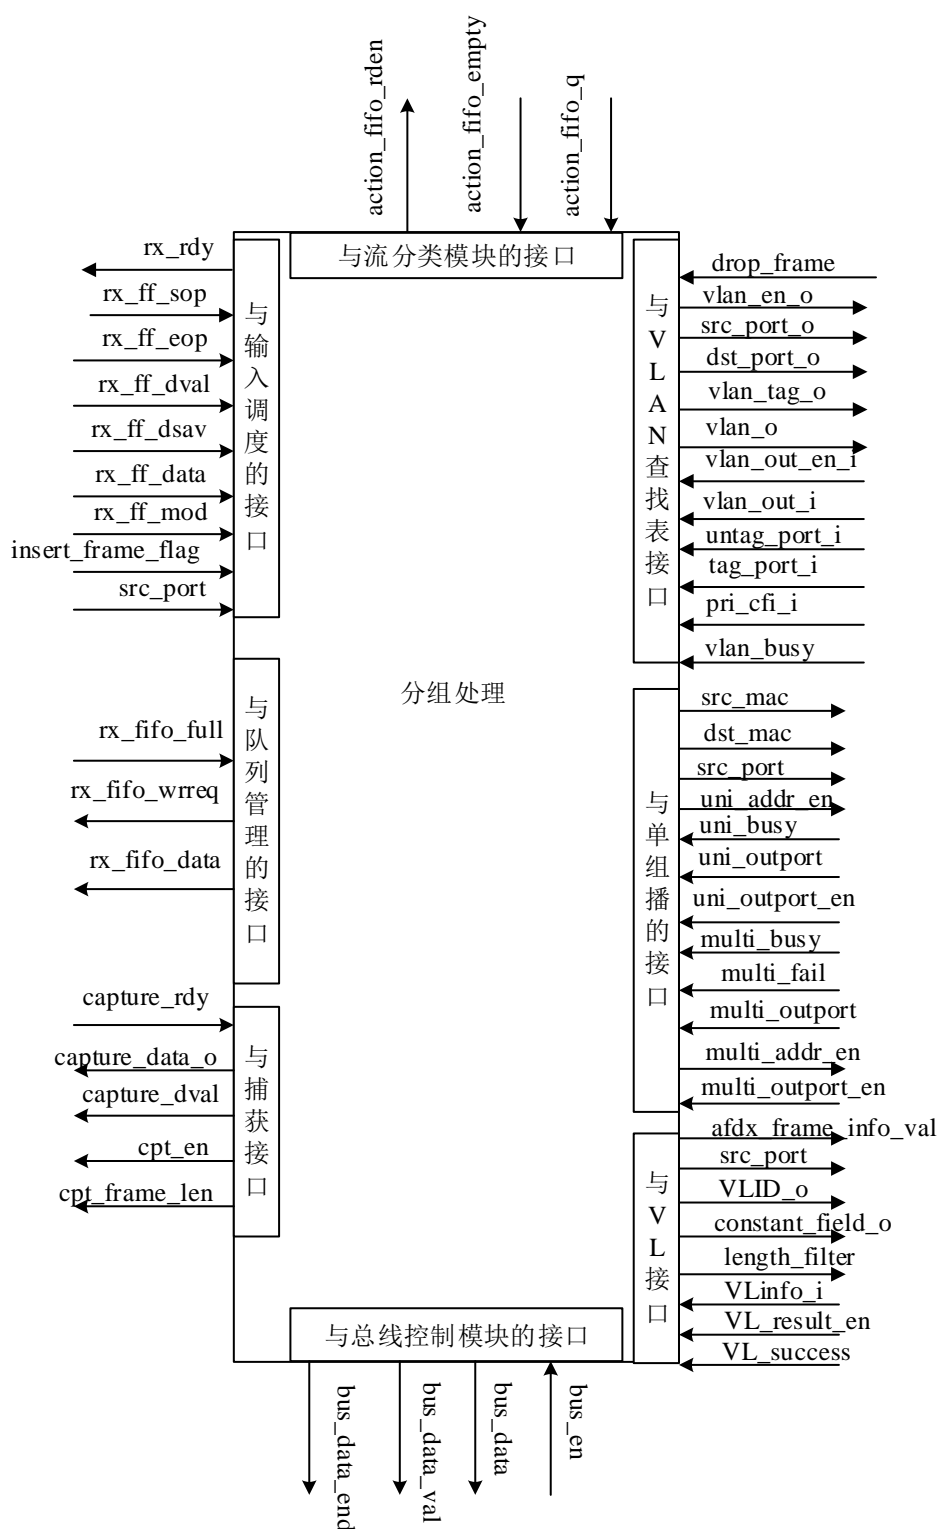 action_fifo_rden
action_fifo_empty
action_fifo_q
与流分类模块的接口
rx_rdy
rx_ff_sop
rx_ff_eop
rx_ff_dval
rx_ff_dsav
rx_ff_data
rx_ff_mod
insert_frame_flag
src_port
与输入调度的接口
rx_fifo_full
rx_fifo_wrreq
rx_fifo_data
与队列管理的接口
capture_rdy
capture_data_o
capture_dval
cpt_en
cpt_frame_len
与捕获接口
分组处理
与VLAN查找表接口
drop_frame
vlan_en_o
src_port_o
dst_port_o
vlan_tag_o
vlan_o
vlan_out_en_i
vlan_out_i
untag_port_i
tag_port_i
pri_cfi_i
vlan_busy
与单组播的接口
src_mac
dst_mac
src_port
uni_addr_en
uni_busy
uni_outport
uni_outport_en
multi_busy
multi_fail
multi_outport
multi_addr_en
multi_outport_en
与VL接口
afdx_frame_info_val
src_port
VLID_o
constant_field_o
length_filter
VLinfo_i
VL_result_en
VL_success
与总线控制模块的接口
bus_data_end
bus_data_val
bus_data
bus_en